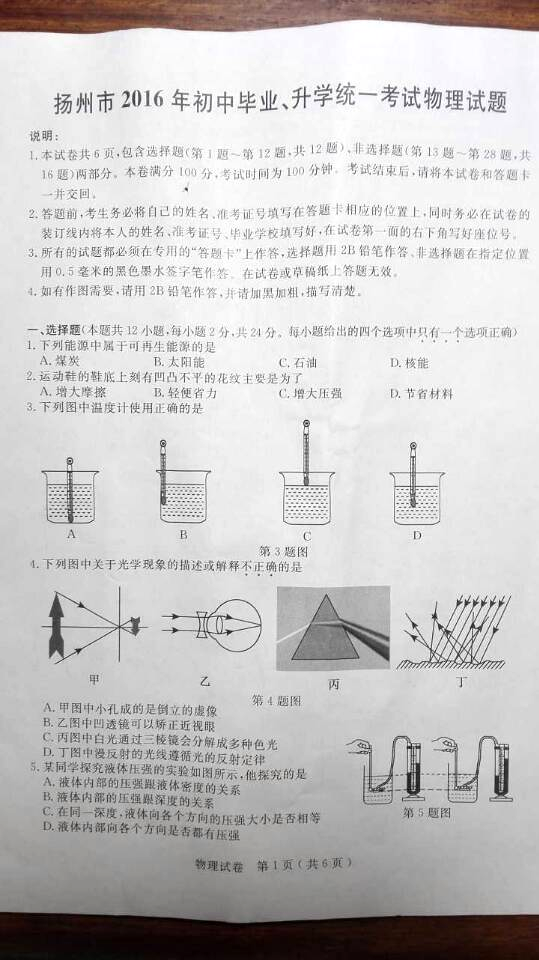 扬州市2016年初中毕业、升学统一考试物理试题
说明:
1.本试卷共6页,包含选择题(第1题~第12题,共12题)、非选择题(第13题~第28题,共
16题)两部分。本卷满分100分,考试时间为100分钟。考试结束后,请将本试卷和答题卡
一并交回。
2.答题前,考生务必将自己的姓名、准考证号填写在答题卡相应的位置上,同时务必在试卷的
装订线内将本人的姓名、准考证号、毕业学校填写好,在试卷第一面的右下角写好座位号。
3.所有的试题都必须在专用的“答题卡”上作答,选择题用2B铅笔作答、非选择题在指定位置
用0.5毫米的黑色墨水签字笔作答。在试卷或草稿纸上答题无效。
4.如有作图需要,请用2B铅笔作答,并请加黑加粗,描写清楚。
一、选择题(本题共12小题,每小题2分,共24分。每小题给出的四个选项中只有一个选项正确)
1.下列能源中属于可再生能源的是
A.煤炭 B.太阳能 C.石油 D.核能
2.运动鞋的鞋底上刻有凹凸不平的花纹主要是为了
A.增大摩擦 B.轻便省力 C.增大压强 D.节省材料
3.下列图中温度计使用正确的是
A B C D
第3题图
4.下列图中关于光学现象的描述或解释不正确的是
甲 乙 丙 丁
第4题图
A.甲图中小孔成的是倒立的虚像
B.乙图中凹透镜可以矫正近视眼
C.丙图中白光通过三棱镜会分解成多种色光
D.丁图中漫反射的光线遵循光的反射定律
5.某同学探究液体压强的实验如图所示,他探究的是
A.液体内部的压强跟液体密度的关系
B.液体内部的压强跟深度的关系
C.在同一深度,液体向各个方向的压强大小是否相等
D.液体内部向各个方向是否都有压强
第5题图
物理试卷 第1页(共6页)